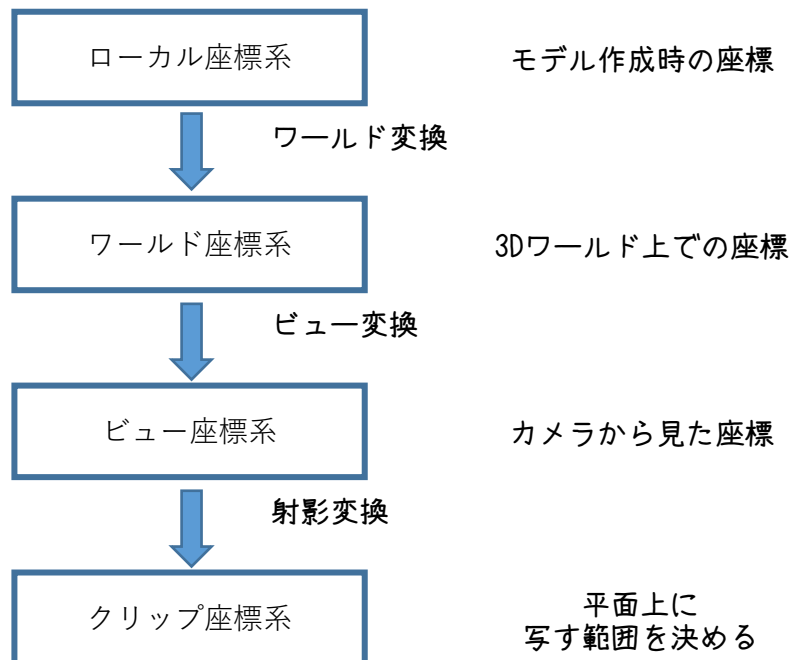 ローカル座標系
モデル作成時の座標
ワールド変換
ワールド座標系
3Dワールド上での座標
ビュー変換
ビュー座標系
カメラから見た座標
射影変換
クリップ座標系
平面上に
写す範囲を決める